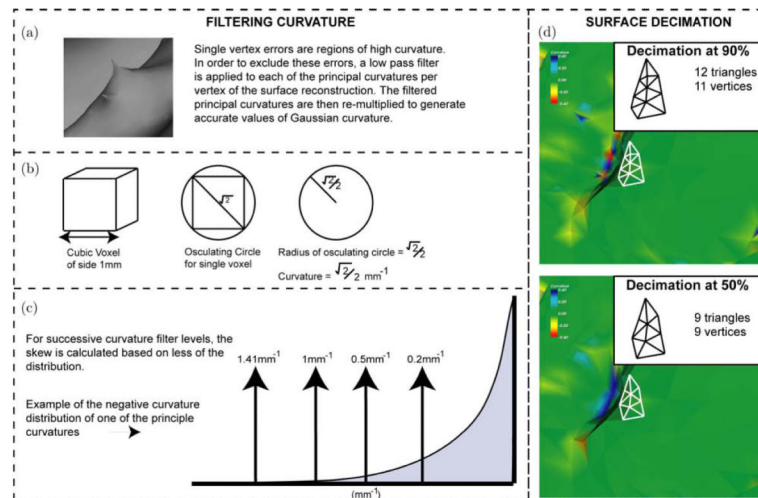 FILTERING CURVATURE
(a)
Single vertex errors are regions of high curvature.
In order to exclude these errors, a low pass filter
is applied to each of the principal curvatures per
vertex of the surface reconstruction. The filtered
principal curvatures are then re-multiplied to generate
accurate values of Gaussian curvature.
(b)
√2
√2/2
Cubic Voxel
of side 1mm
Osculating Circle
for single voxel
Radius of osculating circle = √2/2
Curvature = √2/2 mm⁻¹
(c)
For successive curvature filter levels, the
skew is calculated based on less of the
distribution.
Example of the negative curvature
distribution of one of the principle
curvatures
1.41mm⁻¹
1mm⁻¹
0.5mm⁻¹
0.2mm⁻¹
(mm⁻¹)
SURFACE DECIMATION
(d)
Decimation at 90%
12 triangles
11 vertices
Decimation at 50%
9 triangles
9 vertices